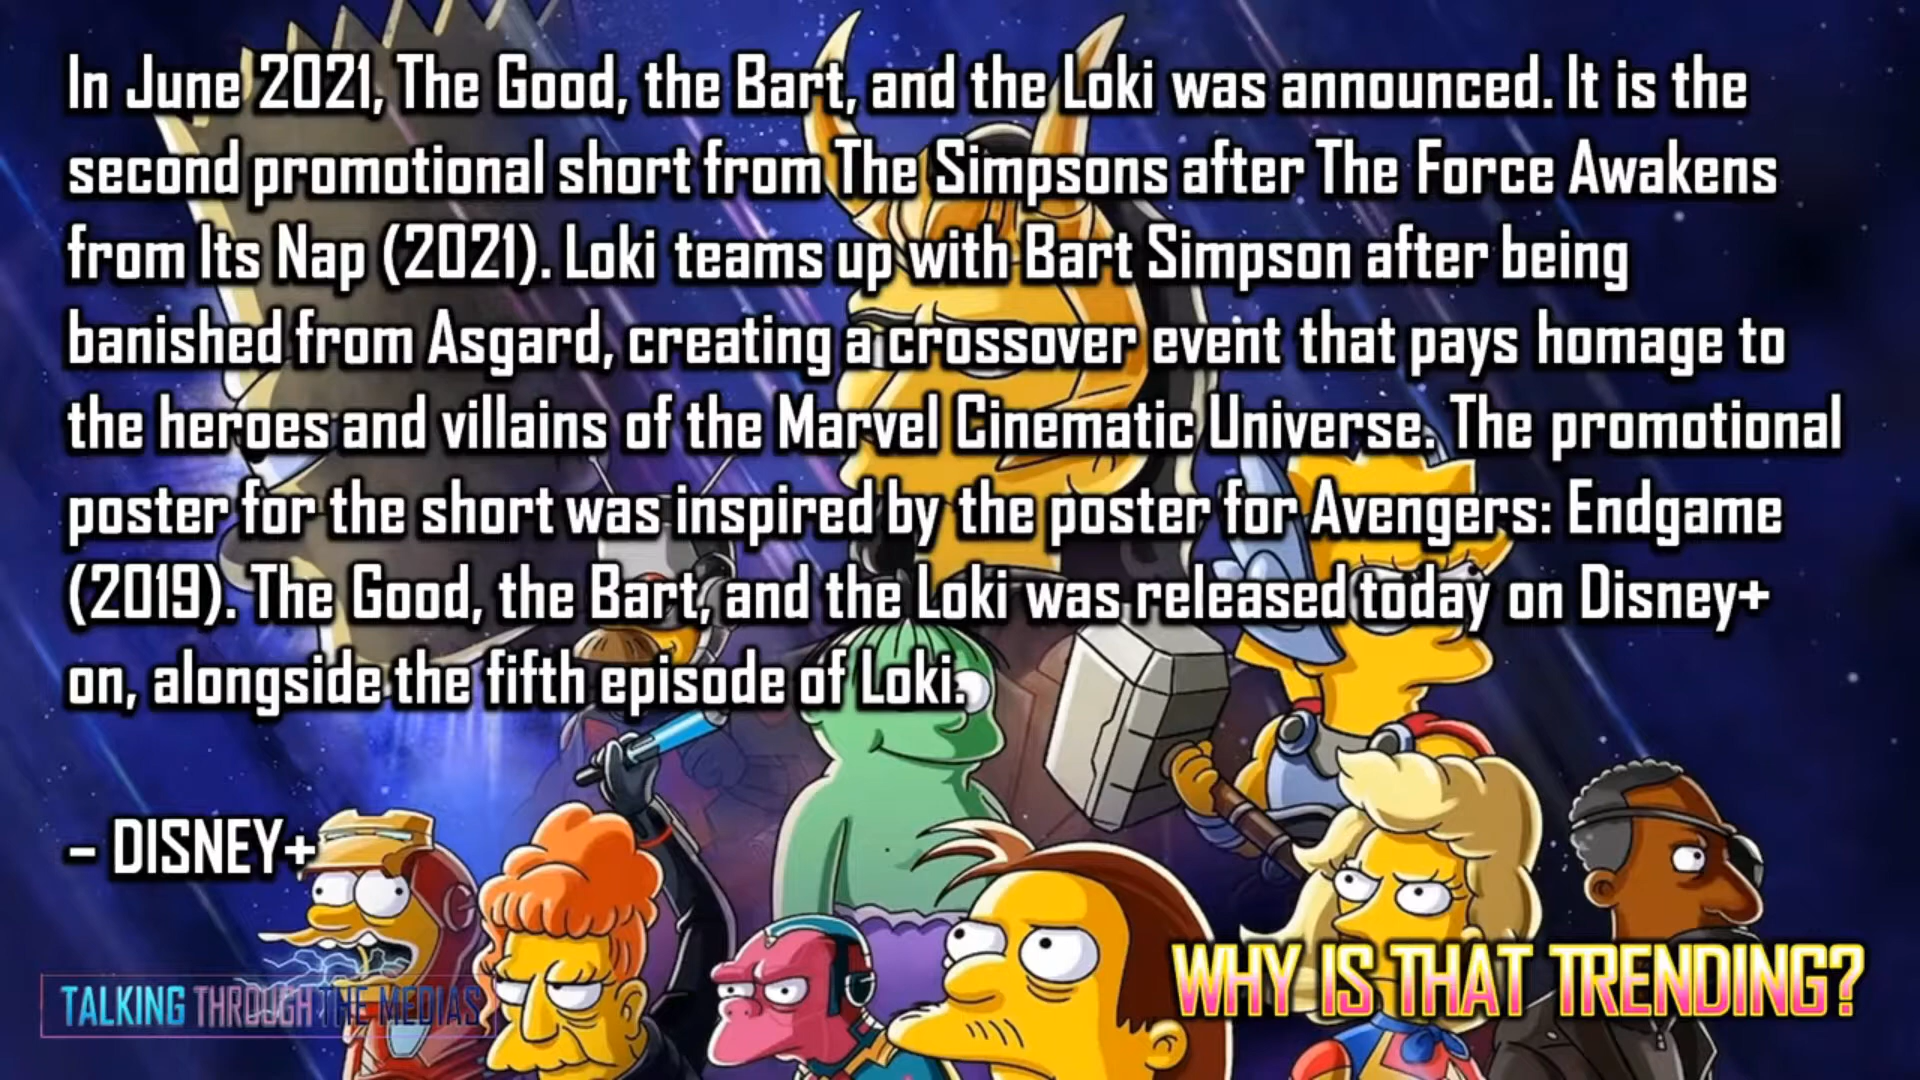 In June 2021, The Good, the Bart, and the Loki was announced. It is the
second promotional short from The Simpsons after The Force Awakens
from Its Nap (2021). Loki teams up with Bart Simpson after being
banished from Asgard, creating a crossover event that pays homage to
the heroes and villains of the Marvel Cinematic Universe. The promotional
poster for the short was inspired by the poster for Avengers: Endgame
(2019). The Good, the Bart, and the Loki was released today on Disney+
on, alongside the fifth episode of Loki.
– DISNEY+
TALKING THROUGH THE MEDIAS
WHY IS THAT TRENDING?